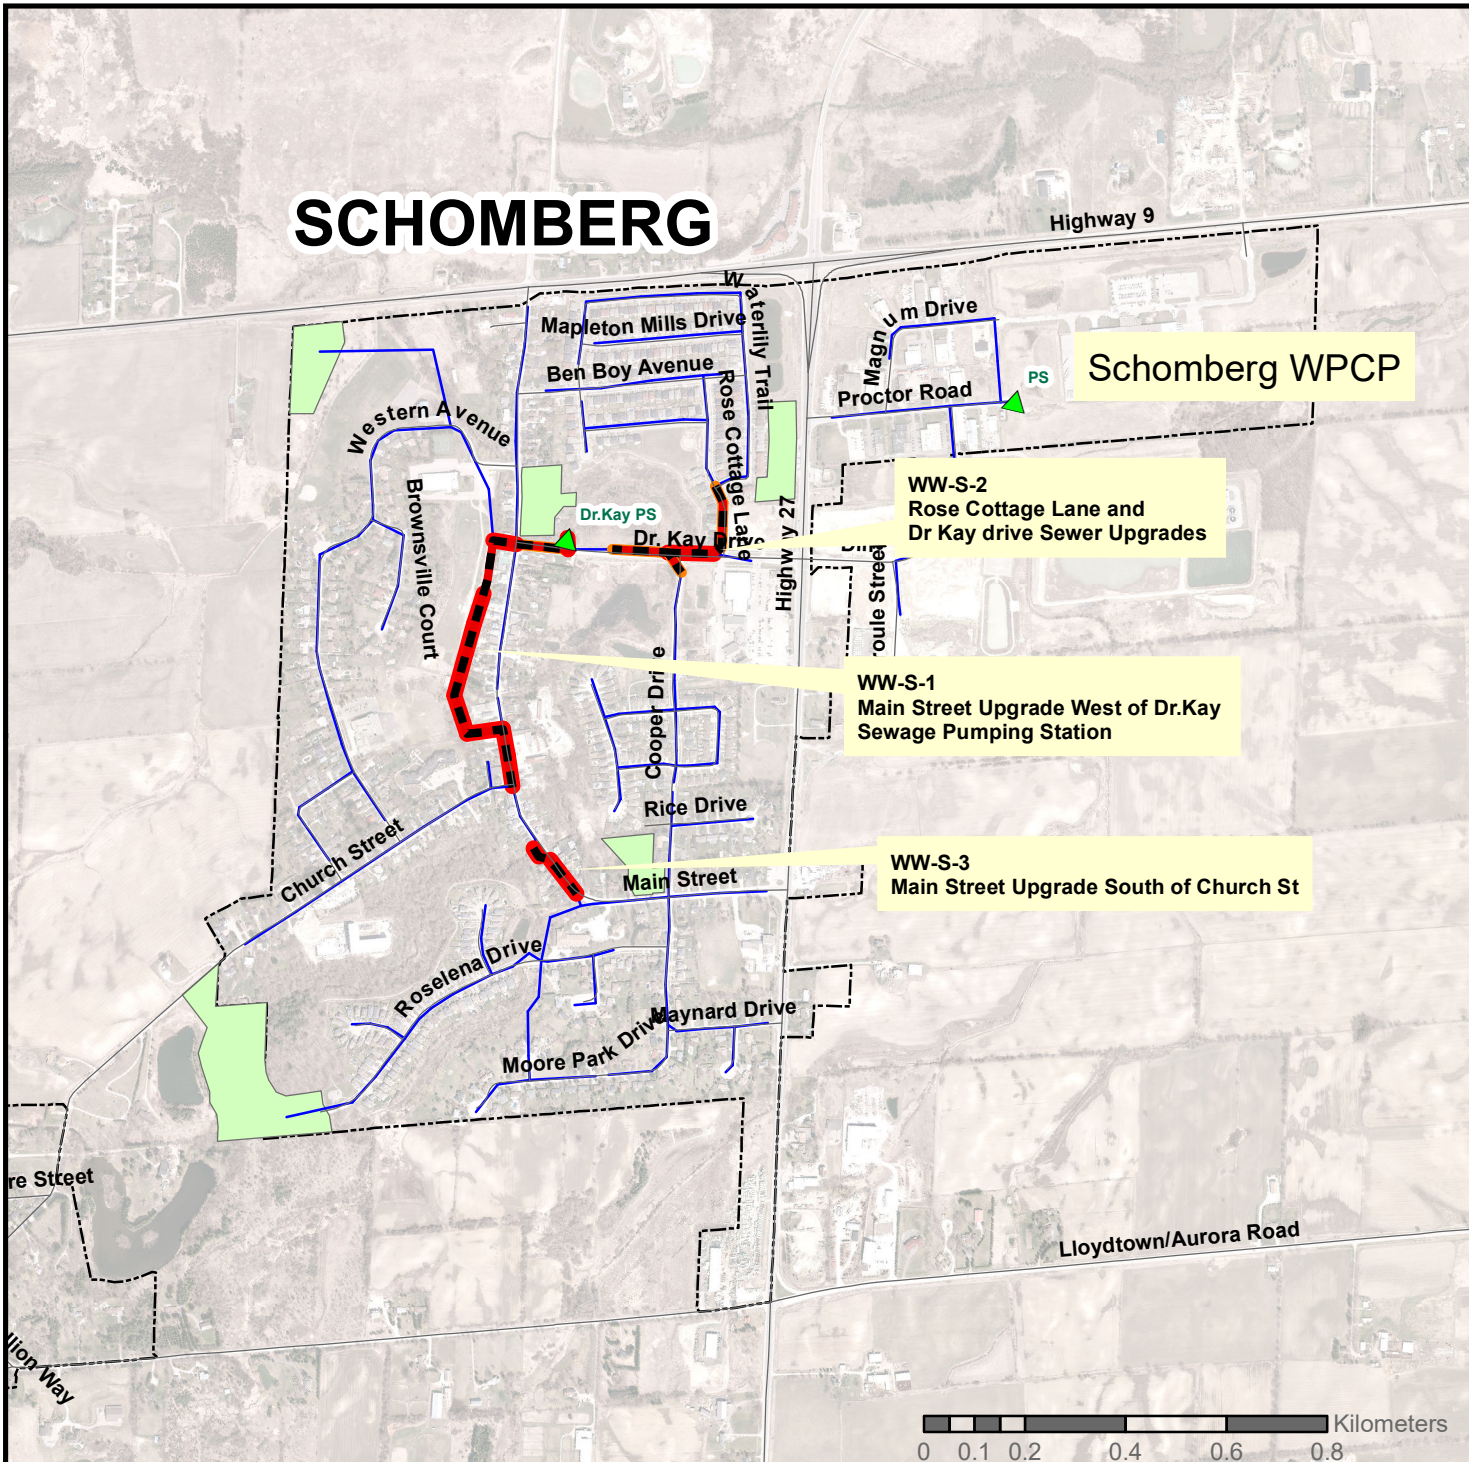 SCHOMBERG
Highway 9
Waterlily Trail
Mapleton Mills Drive
Magnum Drive
Ben Boy Avenue
Schomberg WPCP
PS
Proctor Road
Western Avenue
Rose Cottage Lane
WW-S-2
Rose Cottage Lane and
Dr Kay drive Sewer Upgrades
Brownsville Court
Dr.Kay PS
Dr. Kay Drive
Highway 27
roule Street
WW-S-1
Main Street Upgrade West of Dr.Kay
Sewage Pumping Station
Cooper Drive
Rice Drive
Church Street
WW-S-3
Main Street Upgrade South of Church St
Main Street
Roselena Drive
Maynard Drive
Moore Park Drive
re Street
Lloydtown/Aurora Road
llion Way
Kilometers
0 0.1 0.2 0.4 0.6 0.8